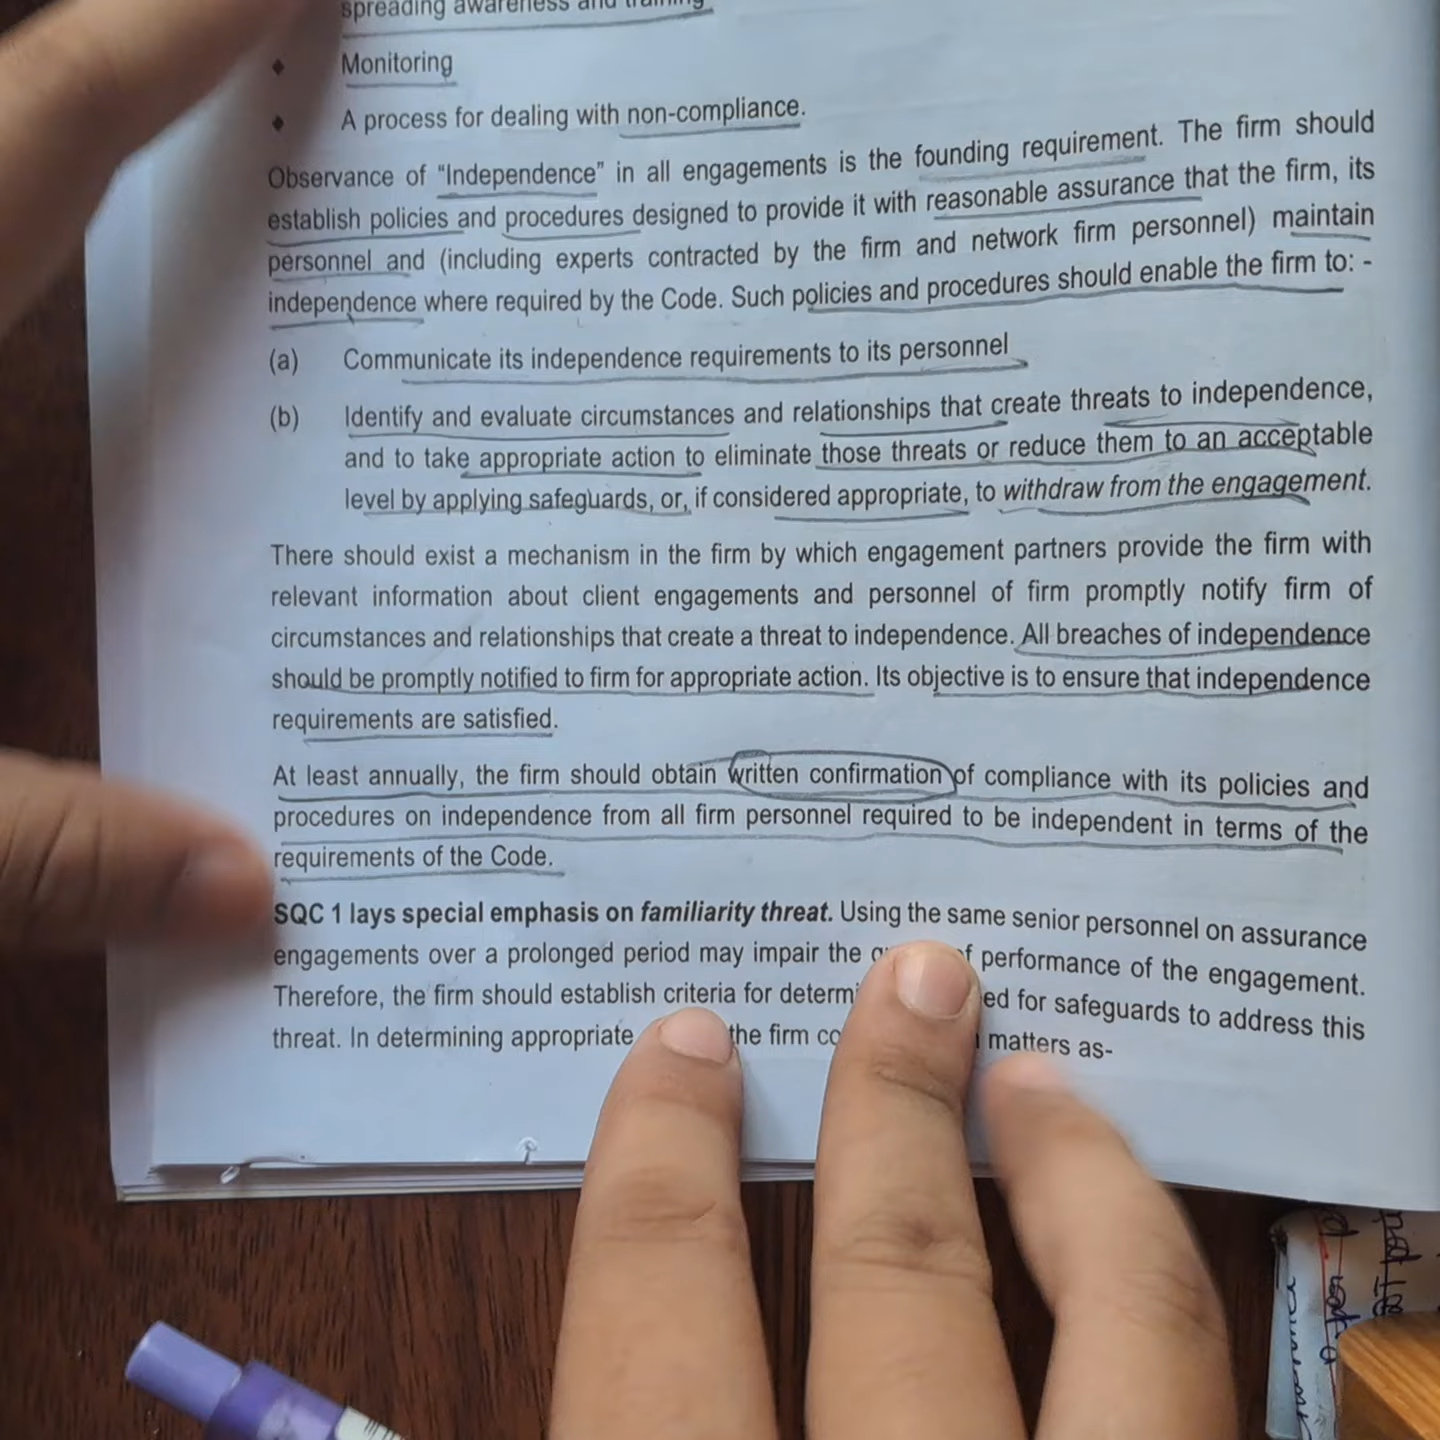 spreading awareness and training
♦ Monitoring
♦ A process for dealing with non-compliance.
Observance of “Independence” in all engagements is the founding requirement. The firm should
establish policies and procedures designed to provide it with reasonable assurance that the firm, its
personnel and (including experts contracted by the firm and network firm personnel) maintain
independence where required by the Code. Such policies and procedures should enable the firm to: -
(a) Communicate its independence requirements to its personnel
(b) Identify and evaluate circumstances and relationships that create threats to independence,
and to take appropriate action to eliminate those threats or reduce them to an acceptable
level by applying safeguards, or, if considered appropriate, to withdraw from the engagement.
There should exist a mechanism in the firm by which engagement partners provide the firm with
relevant information about client engagements and personnel of firm promptly notify firm of
circumstances and relationships that create a threat to independence. All breaches of independence
should be promptly notified to firm for appropriate action. Its objective is to ensure that independence
requirements are satisfied.
At least annually, the firm should obtain written confirmation of compliance with its policies and
procedures on independence from all firm personnel required to be independent in terms of the
requirements of the Code.
SQC 1 lays special emphasis on familiarity threat. Using the same senior personnel on assurance
engagements over a prolonged period may impair the performance of the engagement.
Therefore, the firm should establish criteria for for safeguards to address this
threat. In determining appropriate the firm matters as-